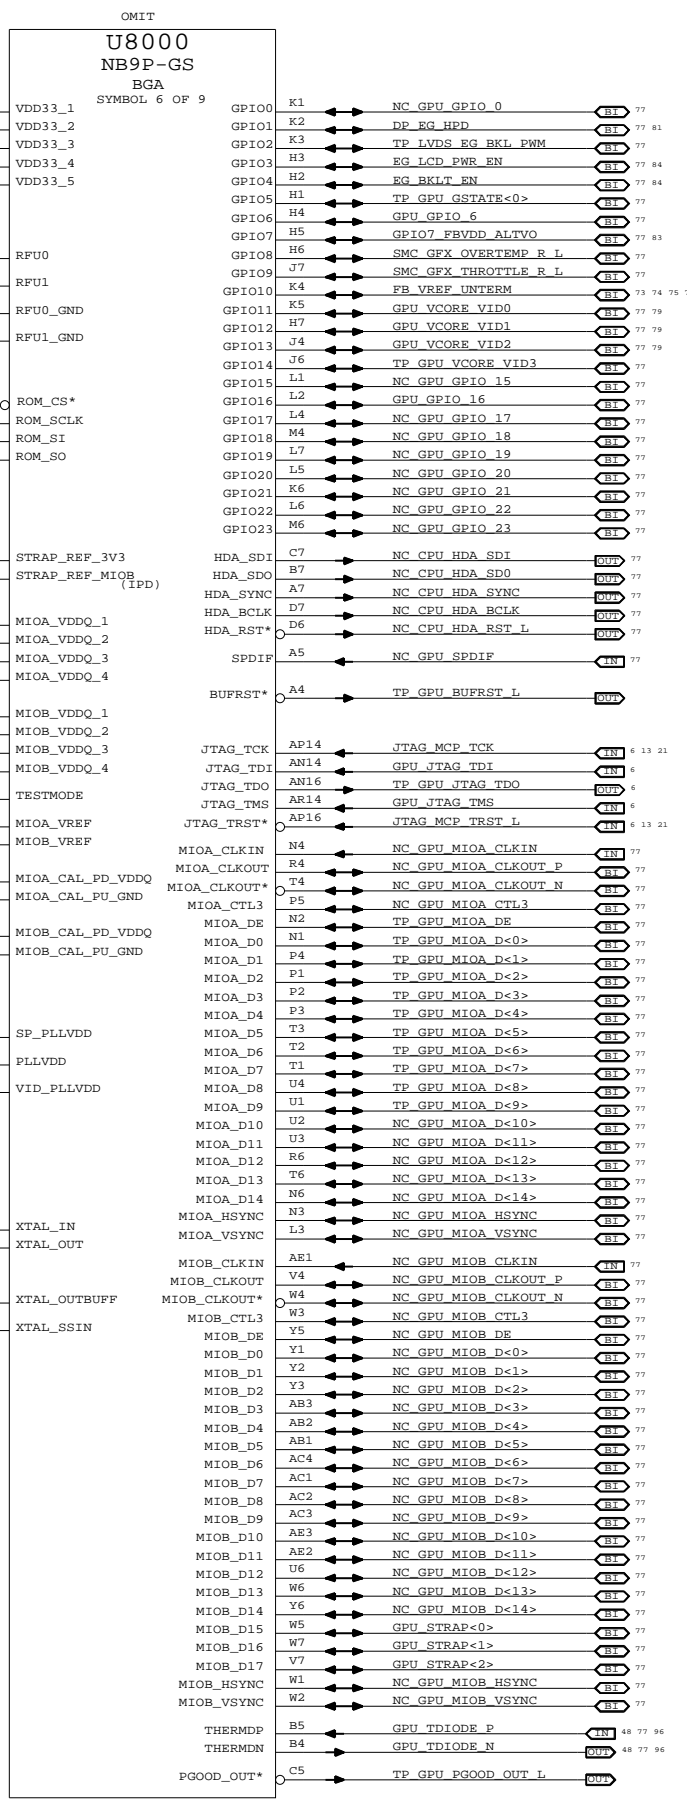 OMIT
U8000
NB9P-GS
BGA
SYMBOL 6 OF 9
VDD33_1
VDD33_2
VDD33_3
VDD33_4
VDD33_5
RFU0
RFU1
RFU0_GND
RFU1_GND
ROM_CS*
ROM_SCLK
ROM_SI
ROM_SO
STRAP_REF_3V3
STRAP_REF_MIOB
(IPD)
MIOA_VDDQ_1
MIOA_VDDQ_2
MIOA_VDDQ_3
MIOA_VDDQ_4
MIOB_VDDQ_1
MIOB_VDDQ_2
MIOB_VDDQ_3
MIOB_VDDQ_4
TESTMODE
MIOA_VREF
MIOB_VREF
MIOA_CAL_PD_VDDQ
MIOA_CAL_PU_GND
MIOB_CAL_PD_VDDQ
MIOB_CAL_PU_GND
SP_PLLVDD
PLLVDD
VID_PLLVDD
XTAL_IN
XTAL_OUT
XTAL_OUTBUFF
XTAL_SSIN
GPIO0 K1 NC_GPU_GPIO_0 BI 77
GPIO1 K2 DP_EG_HPD BI 77 81
GPIO2 K3 TP_LVDS_EG_BKL_PWM BI 77
GPIO3 H3 EG_LCD_PWR_EN BI 77 84
GPIO4 H2 EG_BKLT_EN BI 77 84
GPIO5 H1 TP_GPU_GSTATE<0> BI 77
GPIO6 H4 GPU_GPIO_6 BI 77
GPIO7 H5 GPIO7_FBVDD_ALTVO BI 77 83
GPIO8 H6 SMC_GFX_OVERTEMP_R_L BI 77
GPIO9 J7 SMC_GFX_THROTTLE_R_L BI 77
GPIO10 K4 FB_VREF_UNTERM BI 73 74 75 7
GPIO11 K5 GPU_VCORE_VID0 BI 77 79
GPIO12 H7 GPU_VCORE_VID1 BI 77 79
GPIO13 J4 GPU_VCORE_VID2 BI 77 79
GPIO14 J6 TP_GPU_VCORE_VID3 BI 77
GPIO15 L1 NC_GPU_GPIO_15 BI 77
GPIO16 L2 GPU_GPIO_16 BI 77
GPIO17 L4 NC_GPU_GPIO_17 BI 77
GPIO18 M4 NC_GPU_GPIO_18 BI 77
GPIO19 L7 NC_GPU_GPIO_19 BI 77
GPIO20 L5 NC_GPU_GPIO_20 BI 77
GPIO21 K6 NC_GPU_GPIO_21 BI 77
GPIO22 L6 NC_GPU_GPIO_22 BI 77
GPIO23 M6 NC_GPU_GPIO_23 BI 77
HDA_SDI C7 NC_CPU_HDA_SDI OUT 77
HDA_SDO B7 NC_CPU_HDA_SD0 OUT 77
HDA_SYNC A7 NC_CPU_HDA_SYNC OUT 77
HDA_BCLK D7 NC_CPU_HDA_BCLK OUT 77
HDA_RST* D6 NC_CPU_HDA_RST_L OUT 77
SPDIF A5 NC_GPU_SPDIF IN 77
BUFRST* A4 TP_GPU_BUFRST_L OUT
JTAG_TCK AP14 JTAG_MCP_TCK IN 6 13 21
JTAG_TDI AN14 GPU_JTAG_TDI IN 6
JTAG_TDO AN16 TP_GPU_JTAG_TDO OUT 6
JTAG_TMS AR14 GPU_JTAG_TMS IN 6
JTAG_TRST* AP16 JTAG_MCP_TRST_L IN 6 13 21
MIOA_CLKIN N4 NC_GPU_MIOA_CLKIN IN 77
MIOA_CLKOUT R4 NC_GPU_MIOA_CLKOUT_P BI 77
MIOA_CLKOUT* T4 NC_GPU_MIOA_CLKOUT_N BI 77
MIOA_CTL3 P5 NC_GPU_MIOA_CTL3 BI 77
MIOA_DE N2 TP_GPU_MIOA_DE BI 77
MIOA_D0 N1 TP_GPU_MIOA_D<0> BI 77
MIOA_D1 P4 TP_GPU_MIOA_D<1> BI 77
MIOA_D2 P1 TP_GPU_MIOA_D<2> BI 77
MIOA_D3 P2 TP_GPU_MIOA_D<3> BI 77
MIOA_D4 P3 TP_GPU_MIOA_D<4> BI 77
MIOA_D5 T3 TP_GPU_MIOA_D<5> BI 77
MIOA_D6 T2 TP_GPU_MIOA_D<6> BI 77
MIOA_D7 T1 TP_GPU_MIOA_D<7> BI 77
MIOA_D8 U4 TP_GPU_MIOA_D<8> BI 77
MIOA_D9 U1 TP_GPU_MIOA_D<9> BI 77
MIOA_D10 U2 NC_GPU_MIOA_D<10> BI 77
MIOA_D11 U3 NC_GPU_MIOA_D<11> BI 77
MIOA_D12 R6 NC_GPU_MIOA_D<12> BI 77
MIOA_D13 T6 NC_GPU_MIOA_D<13> BI 77
MIOA_D14 N6 NC_GPU_MIOA_D<14> BI 77
MIOA_HSYNC N3 NC_GPU_MIOA_HSYNC BI 77
MIOA_VSYNC L3 NC_GPU_MIOA_VSYNC BI 77
MIOB_CLKIN AE1 NC_GPU_MIOB_CLKIN IN 77
MIOB_CLKOUT V4 NC_GPU_MIOB_CLKOUT_P BI 77
MIOB_CLKOUT* W4 NC_GPU_MIOB_CLKOUT_N BI 77
MIOB_CTL3 W3 NC_GPU_MIOB_CTL3 BI 77
MIOB_DE Y5 NC_GPU_MIOB_DE BI 77
MIOB_D0 Y1 NC_GPU_MIOB_D<0> BI 77
MIOB_D1 Y2 NC_GPU_MIOB_D<1> BI 77
MIOB_D2 Y3 NC_GPU_MIOB_D<2> BI 77
MIOB_D3 AB3 NC_GPU_MIOB_D<3> BI 77
MIOB_D4 AB2 NC_GPU_MIOB_D<4> BI 77
MIOB_D5 AB1 NC_GPU_MIOB_D<5> BI 77
MIOB_D6 AC4 NC_GPU_MIOB_D<6> BI 77
MIOB_D7 AC1 NC_GPU_MIOB_D<7> BI 77
MIOB_D8 AC2 NC_GPU_MIOB_D<8> BI 77
MIOB_D9 AC3 NC_GPU_MIOB_D<9> BI 77
MIOB_D10 AE3 NC_GPU_MIOB_D<10> BI 77
MIOB_D11 AE2 NC_GPU_MIOB_D<11> BI 77
MIOB_D12 U6 NC_GPU_MIOB_D<12> BI 77
MIOB_D13 W6 NC_GPU_MIOB_D<13> BI 77
MIOB_D14 Y6 NC_GPU_MIOB_D<14> BI 77
MIOB_D15 W5 GPU_STRAP<0> BI 77
MIOB_D16 W7 GPU_STRAP<1> BI 77
MIOB_D17 V7 GPU_STRAP<2> BI 77
MIOB_HSYNC W1 NC_GPU_MIOB_HSYNC BI 77
MIOB_VSYNC W2 NC_GPU_MIOB_VSYNC BI 77
THERMDP B5 GPU_TDIODE_P IN 48 77 96
THERMDN B4 GPU_TDIODE_N OUT 48 77 96
PGOOD_OUT* C5 TP_GPU_PGOOD_OUT_L OUT